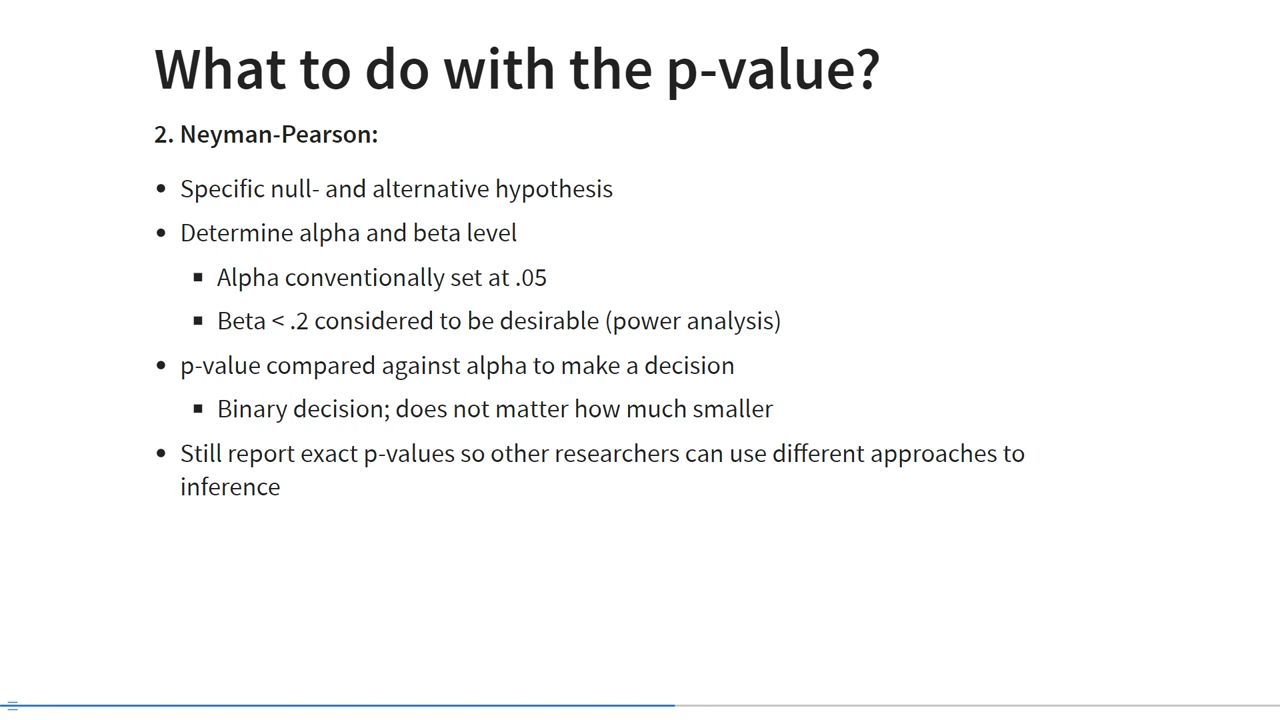 What to do with the p-value?
2. Neyman-Pearson:
• Specific null- and alternative hypothesis
• Determine alpha and beta level
▪ Alpha conventionally set at .05
▪ Beta < .2 considered to be desirable (power analysis)
• p-value compared against alpha to make a decision
▪ Binary decision; does not matter how much smaller
• Still report exact p-values so other researchers can use different approaches to
inference